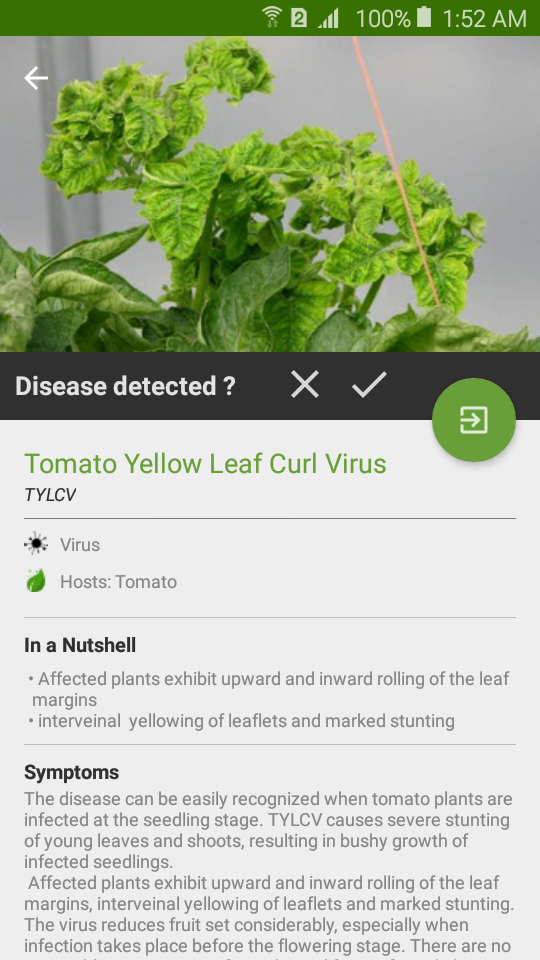 2 100% 1:52 AM
Disease detected ?
Tomato Yellow Leaf Curl Virus
TYLCV
Virus
Hosts: Tomato
In a Nutshell
• Affected plants exhibit upward and inward rolling of the leaf
margins
• interveinal  yellowing of leaflets and marked stunting
Symptoms
The disease can be easily recognized when tomato plants are
infected at the seedling stage. TYLCV causes severe stunting
of young leaves and shoots, resulting in bushy growth of
infected seedlings.
Affected plants exhibit upward and inward rolling of the leaf
margins, interveinal yellowing of leaflets and marked stunting.
The virus reduces fruit set considerably, especially when
infection takes place before the flowering stage. There are no